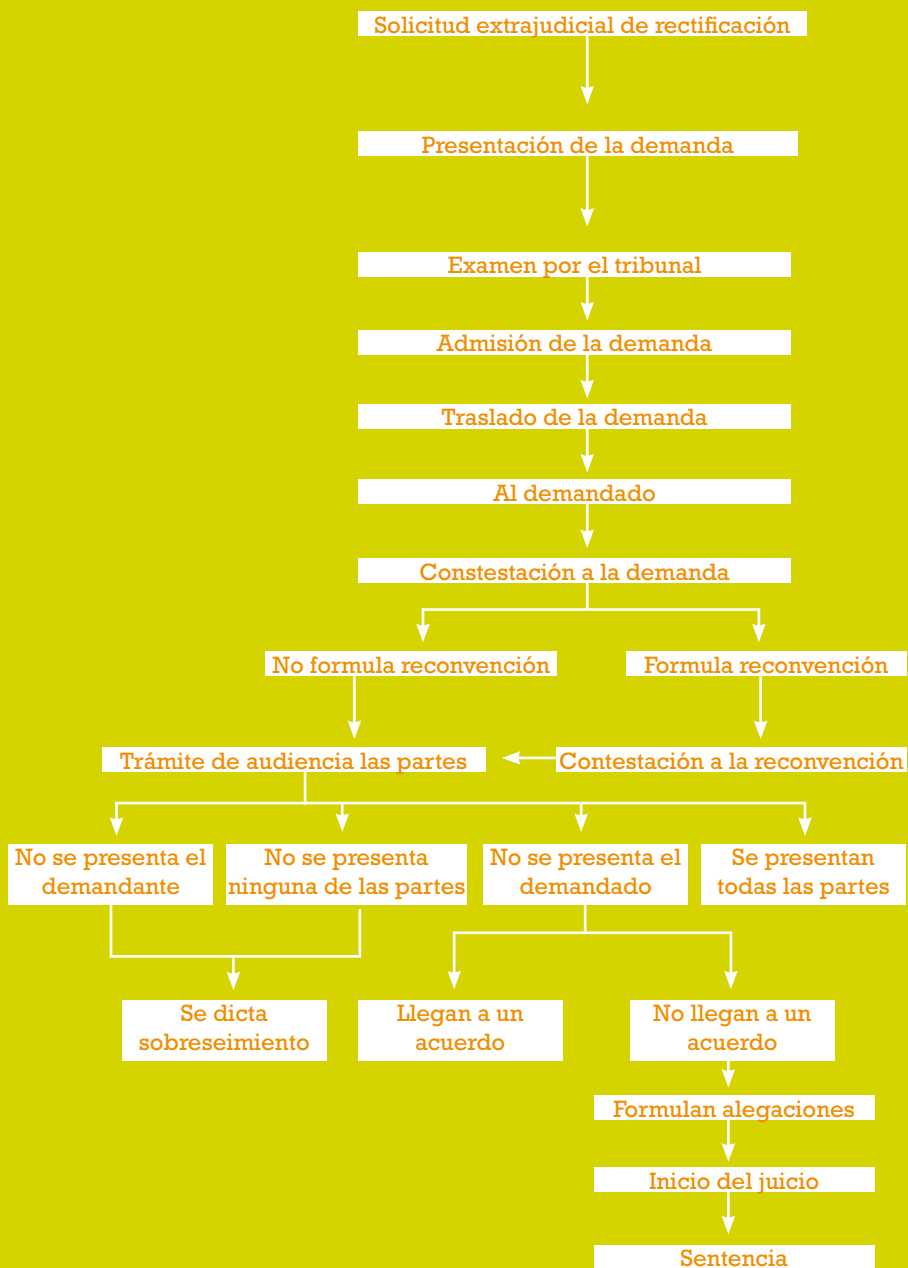 Solicitud extrajudicial de rectificación
Presentación de la demanda
Examen por el tribunal
Admisión de la demanda
Traslado de la demanda
Al demandado
Constestación a la demanda
No formula reconvención
Formula reconvención
Trámite de audiencia las partes
Contestación a la reconvención
No se presenta el
demandante
No se presenta
ninguna de las partes
No se presenta el
demandado
Se presentan
todas las partes
Se dicta
sobreseimiento
Llegan a un
acuerdo
No llegan a un
acuerdo
Formulan alegaciones
Inicio del juicio
Sentencia